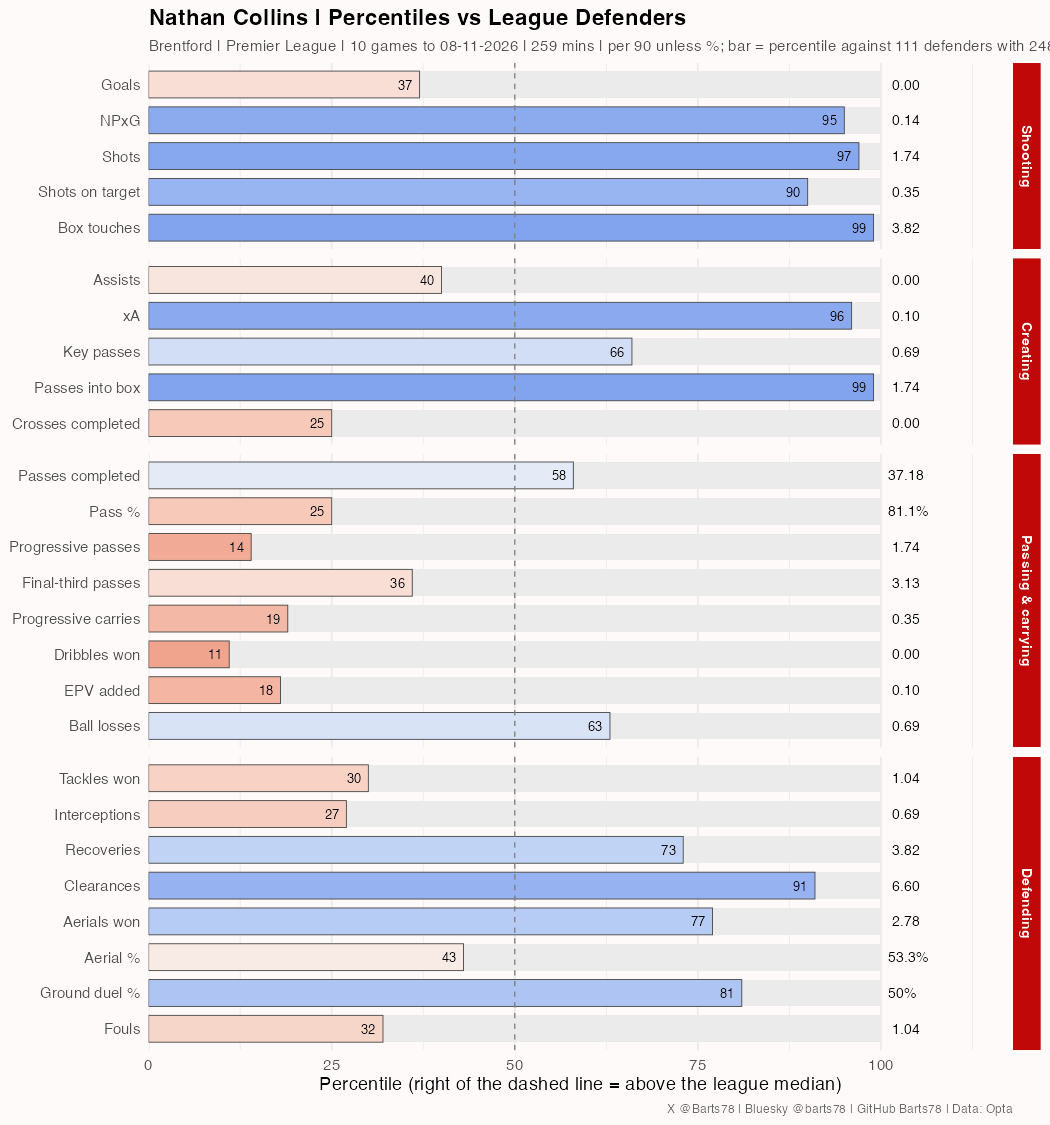 Nathan Collins | Percentiles vs League Defenders
Brentford | Premier League | 10 games to 08-11-2026 | 259 mins | per 90 unless %; bar = percentile against 111 defenders with 248
Goals 37 0.00
NPxG 95 0.14
Shots 97 1.74
Shots on target 90 0.35
Box touches 99 3.82
Shooting
Assists 40 0.00
xA 96 0.10
Key passes 66 0.69
Passes into box 99 1.74
Crosses completed 25 0.00
Creating
Passes completed 58 37.18
Pass % 25 81.1%
Progressive passes 14 1.74
Final-third passes 36 3.13
Progressive carries 19 0.35
Dribbles won 11 0.00
EPV added 18 0.10
Ball losses 63 0.69
Passing & carrying
Tackles won 30 1.04
Interceptions 27 0.69
Recoveries 73 3.82
Clearances 91 6.60
Aerials won 77 2.78
Aerial % 43 53.3%
Ground duel % 81 50%
Fouls 32 1.04
Defending
0 25 50 75 100
Percentile (right of the dashed line = above the league median)
X @Barts78 | Bluesky @barts78 | GitHub Barts78 | Data: Opta